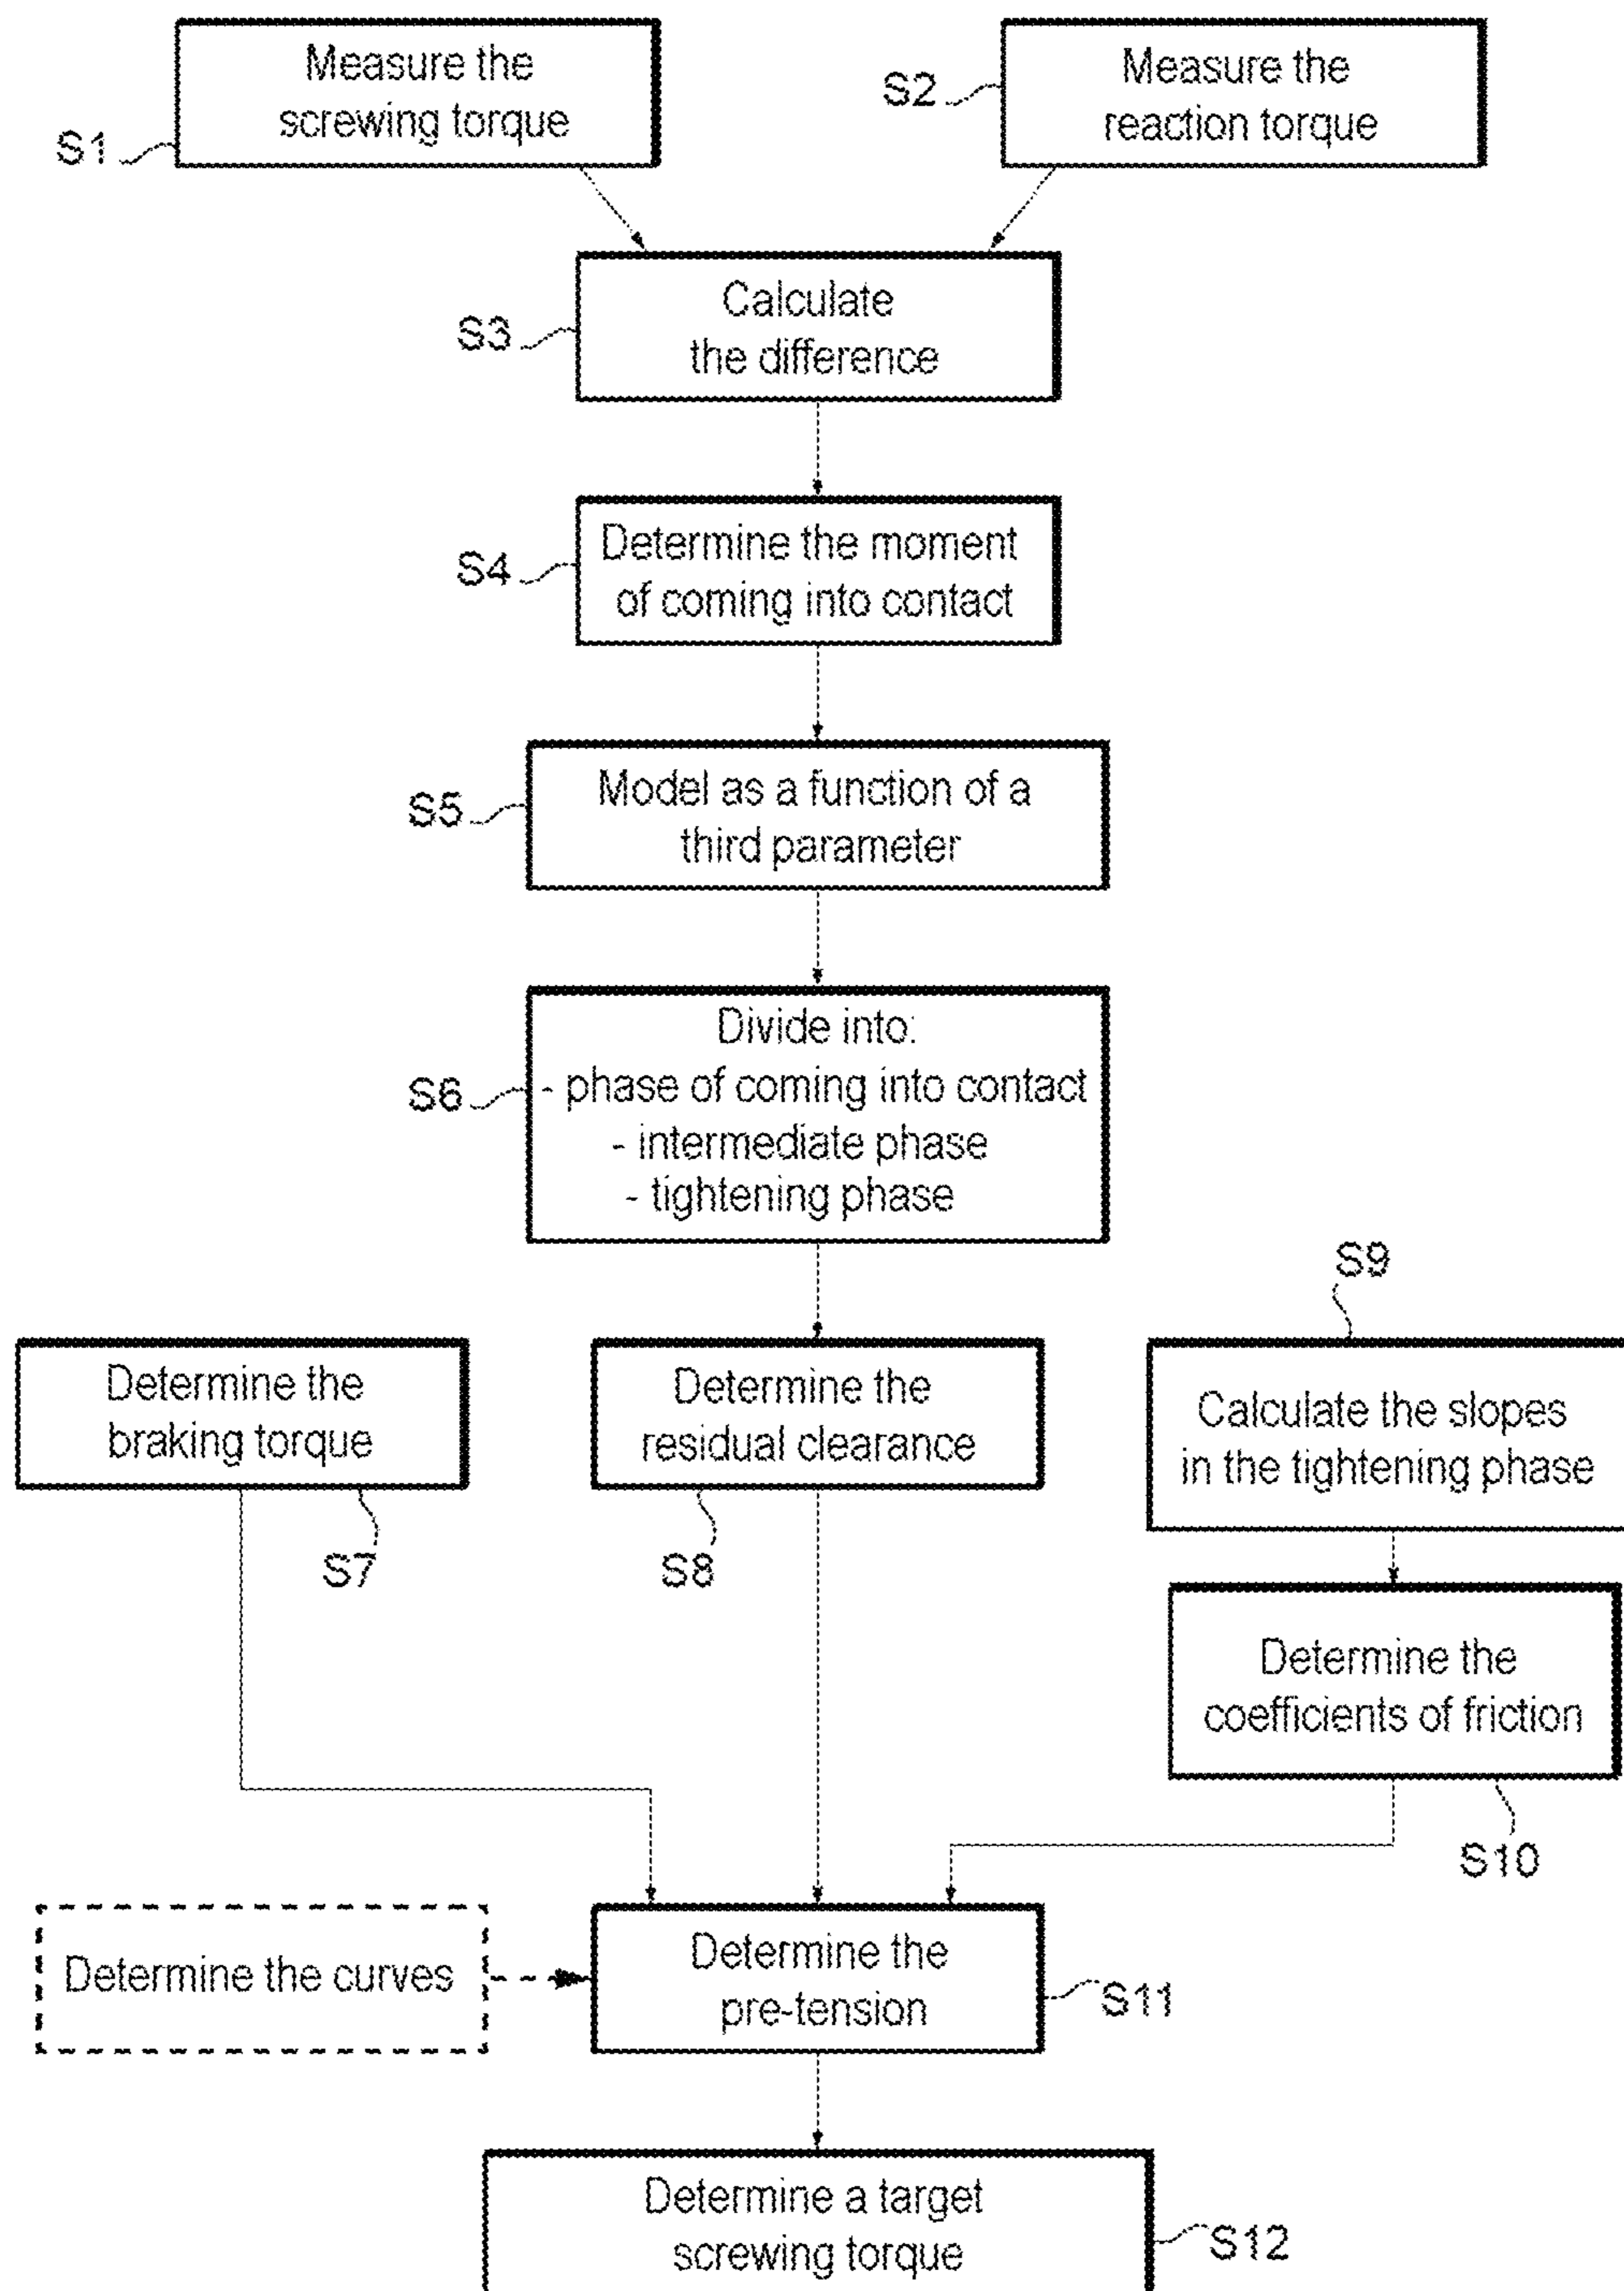 Measure the
screwing torque
S1
S2
Measure the
reaction torque
S3
Calculate
the difference
S4
Determine the moment
of coming into contact
S5
Model as a function of a
third parameter
S6
Divide into:
- phase of coming into contact
- intermediate phase
- tightening phase
S9
Determine the
braking torque
S7
Determine the
residual clearance
S8
Calculate the slopes
in the tightening phase
Determine the
coefficients of friction
S10
Determine the curves
Determine the
pre-tension
S11
Determine a target
screwing torque
S12